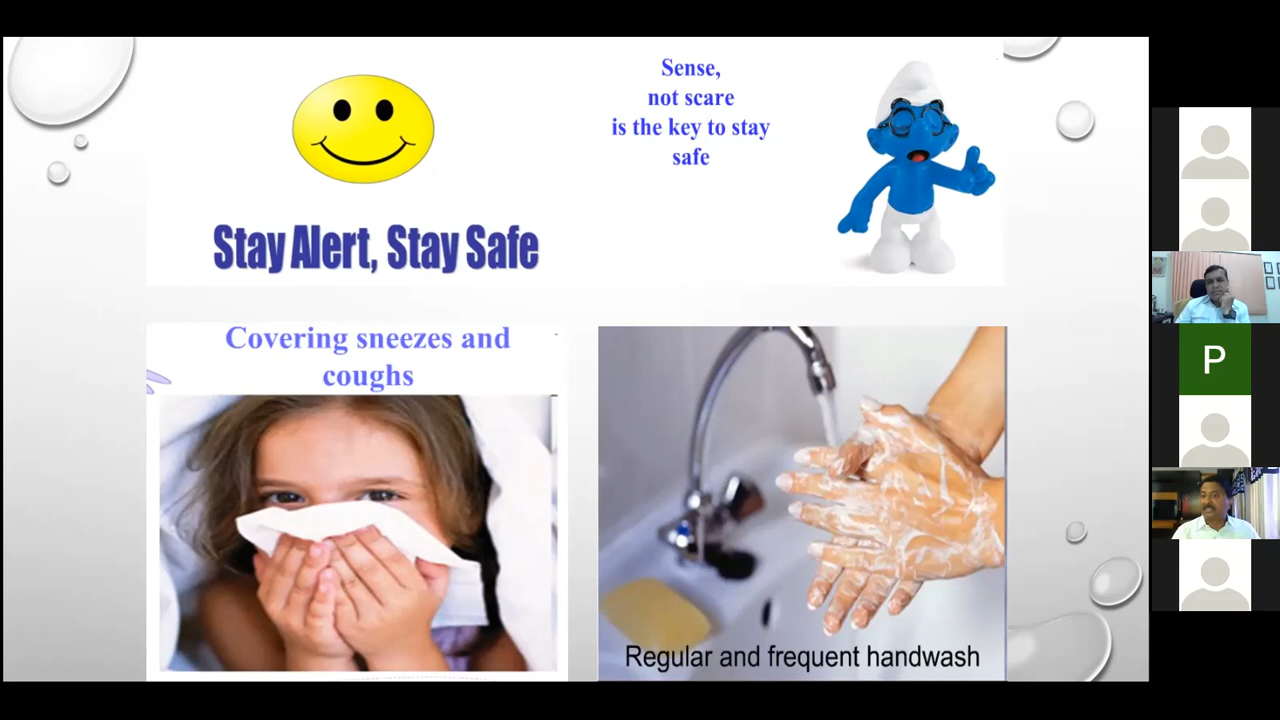 Sense,
not scare
is the key to stay
safe
Stay Alert, Stay Safe
Covering sneezes and
coughs
Regular and frequent handwash
P